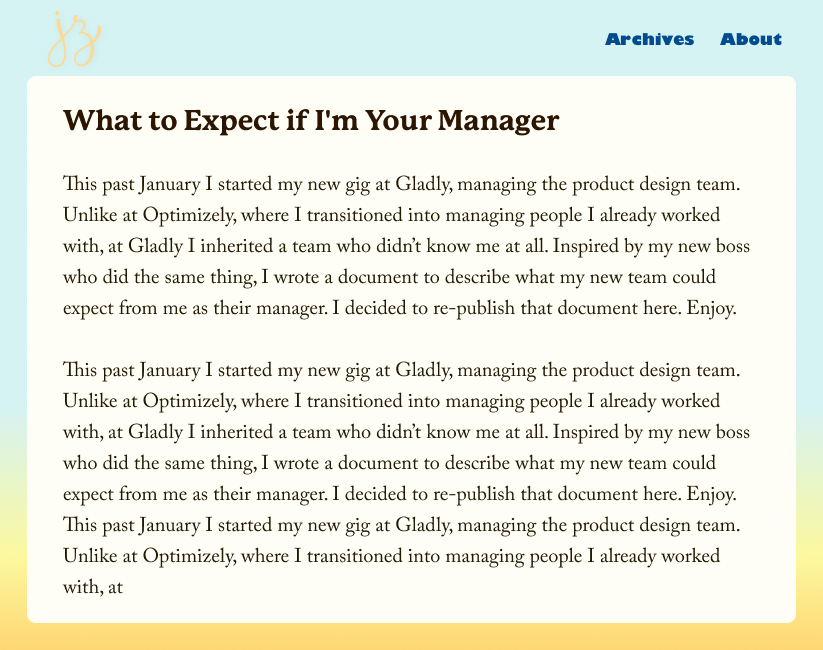 jz
Archives About
What to Expect if I'm Your Manager
This past January I started my new gig at Gladly, managing the product design team.
Unlike at Optimizely, where I transitioned into managing people I already worked
with, at Gladly I inherited a team who didn’t know me at all. Inspired by my new boss
who did the same thing, I wrote a document to describe what my new team could
expect from me as their manager. I decided to re-publish that document here. Enjoy.
This past January I started my new gig at Gladly, managing the product design team.
Unlike at Optimizely, where I transitioned into managing people I already worked
with, at Gladly I inherited a team who didn’t know me at all. Inspired by my new boss
who did the same thing, I wrote a document to describe what my new team could
expect from me as their manager. I decided to re-publish that document here. Enjoy.
This past January I started my new gig at Gladly, managing the product design team.
Unlike at Optimizely, where I transitioned into managing people I already worked
with, at